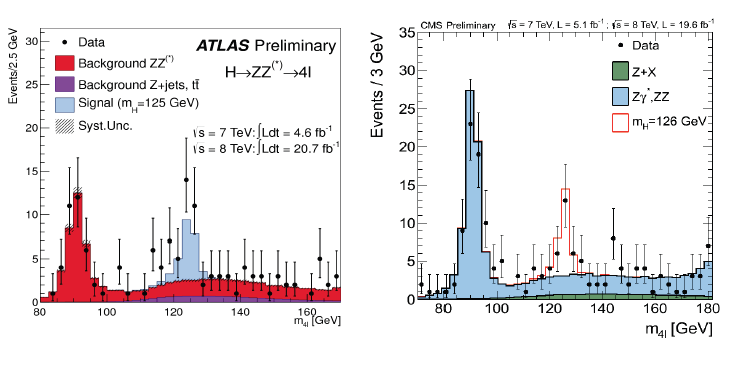 Events/2.5 GeV
30
25
20
15
10
5
0
Data
Background ZZ(*)
Background Z+jets, tt̄
Signal (mH=125 GeV)
Syst.Unc.
ATLAS Preliminary
H→ZZ(*)→4l
√s = 7 TeV:∫Ldt = 4.6 fb-1
√s = 8 TeV:∫Ldt = 20.7 fb-1
80 100 120 140 160
m4l [GeV]
CMS Preliminary √s = 7 TeV, L = 5.1 fb-1 ; √s = 8 TeV, L = 19.6 fb-1
Events / 3 GeV
35
30
25
20
15
10
5
0
Data
Z+X
Zγ*,ZZ
mH=126 GeV
80 100 120 140 160 180
m4l [GeV]